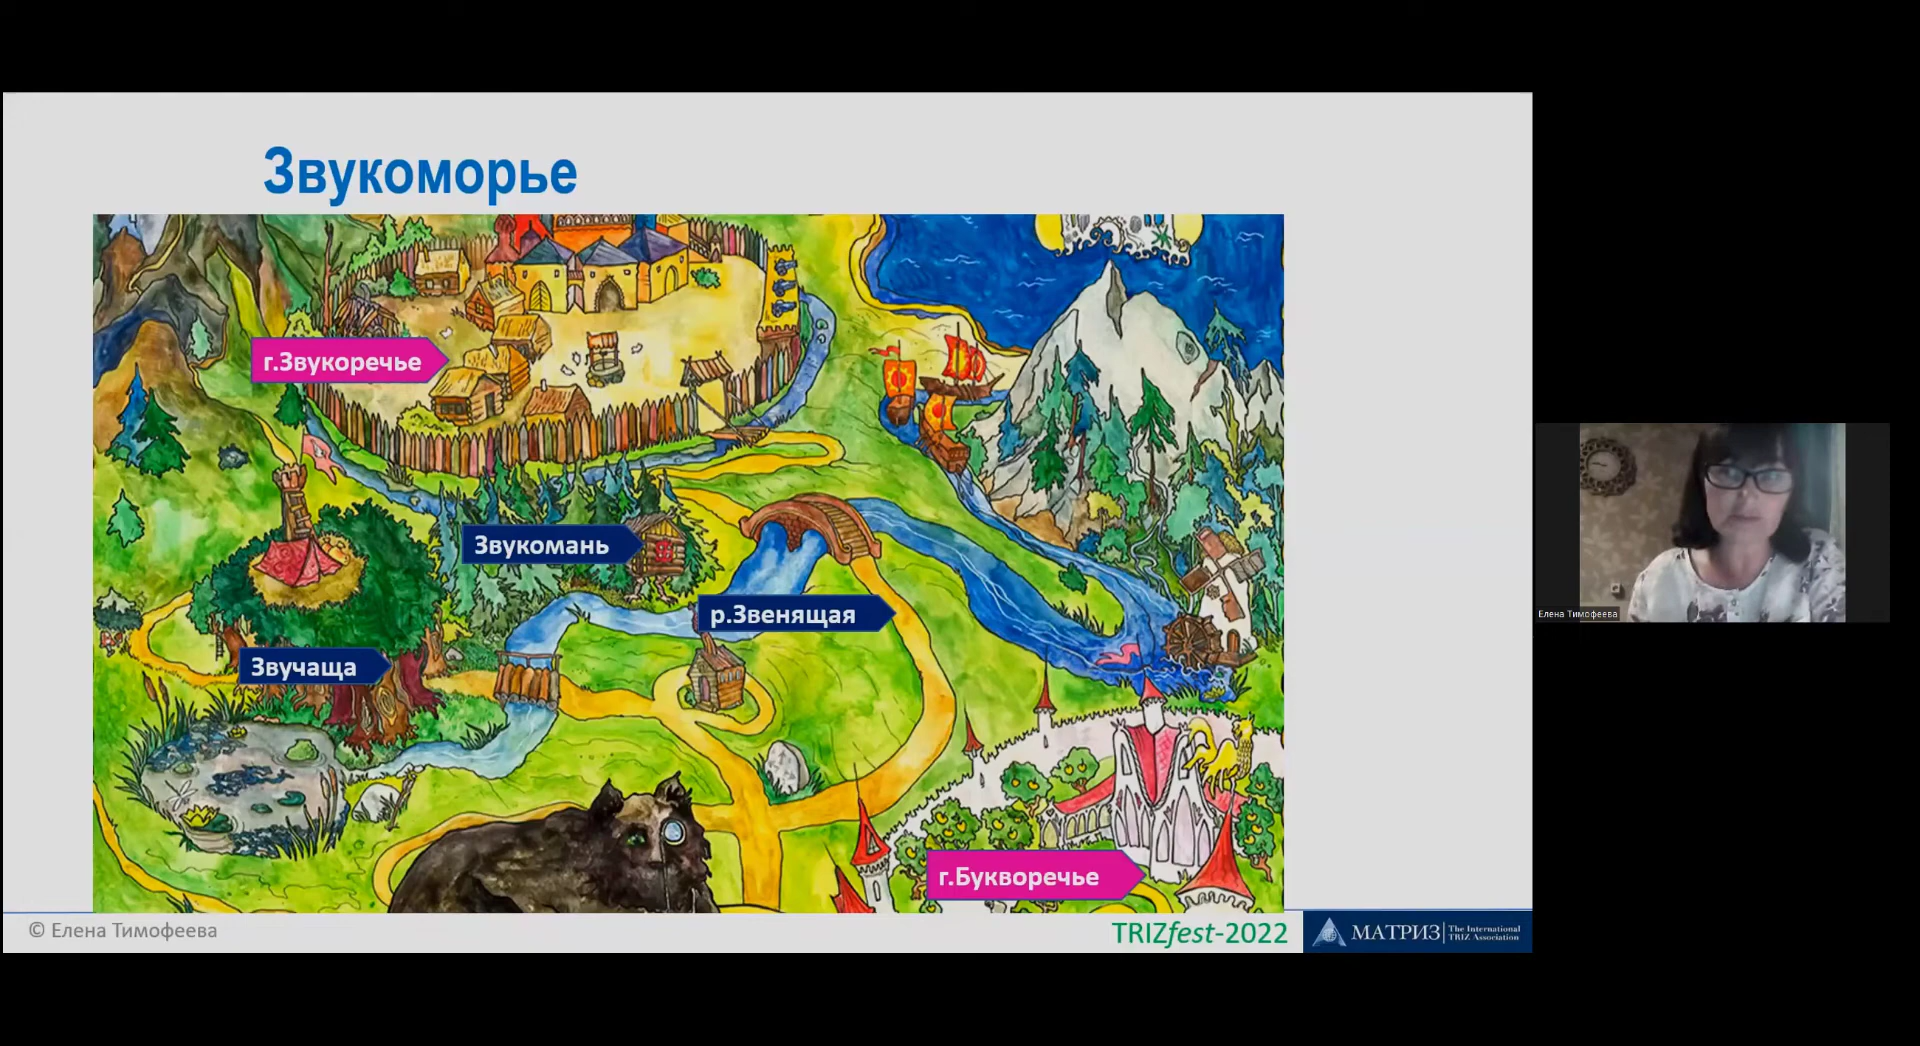 Звукоморье
г.Звукоречье
Звукомань
р.Звенящая
Звучаща
г.Букворечье
Елена Тимофеева
© Елена Тимофеева
TRIZfest-2022
МАТРИЗ
The International
TRIZ Association